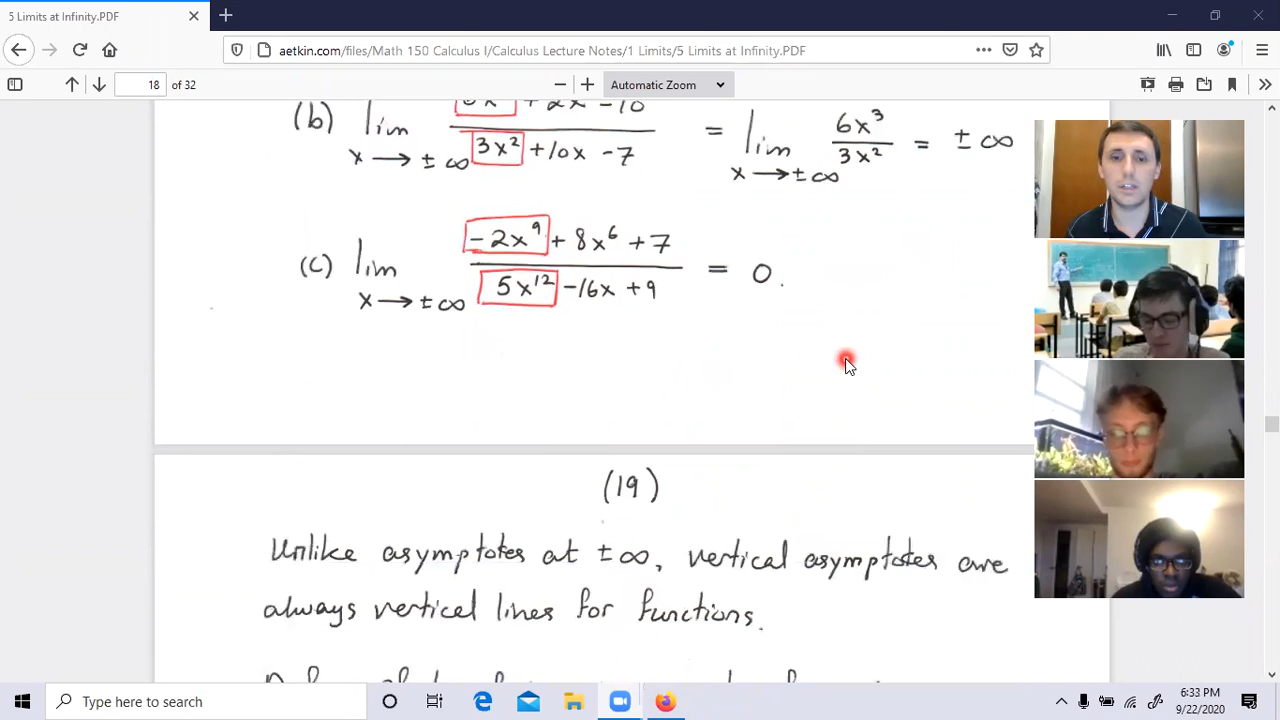 5 Limits at Infinity.PDF
aetkin.com/files/Math 150 Calculus I/Calculus Lecture Notes/1 Limits/5 Limits at Infinity.PDF
18 of 32 Automatic Zoom
(b) lim x → ±∞ + 2x - 10 / 3x² + 10x - 7 = lim x → ±∞ 6x³ / 3x² = ±∞
(c) lim x → ±∞ -2x⁹ + 8x⁶ + 7 / 5x¹² - 16x + 9 = 0.
(19)
Unlike asymptotes at ±∞, vertical asymptotes are
always vertical lines for functions.
Type here to search
6:33 PM
9/22/2020